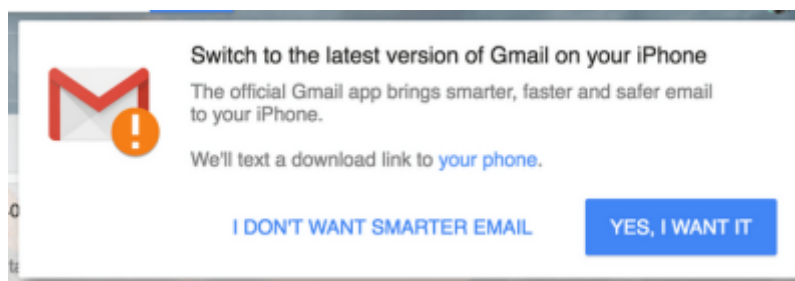 Switch to the latest version of Gmail on your iPhone
The official Gmail app brings smarter, faster and safer email
to your iPhone.
We'll text a download link to your phone.
I DON'T WANT SMARTER EMAIL
YES, I WANT IT